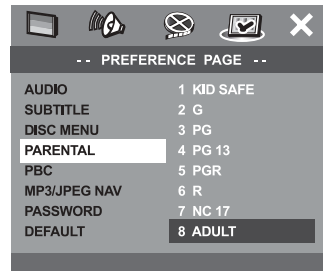 -- PREFERENCE PAGE --
AUDIO 1 KID SAFE
SUBTITLE 2 G
DISC MENU 3 PG
PARENTAL 4 PG 13
PBC 5 PGR
MP3/JPEG NAV 6 R
PASSWORD 7 NC 17
DEFAULT 8 ADULT